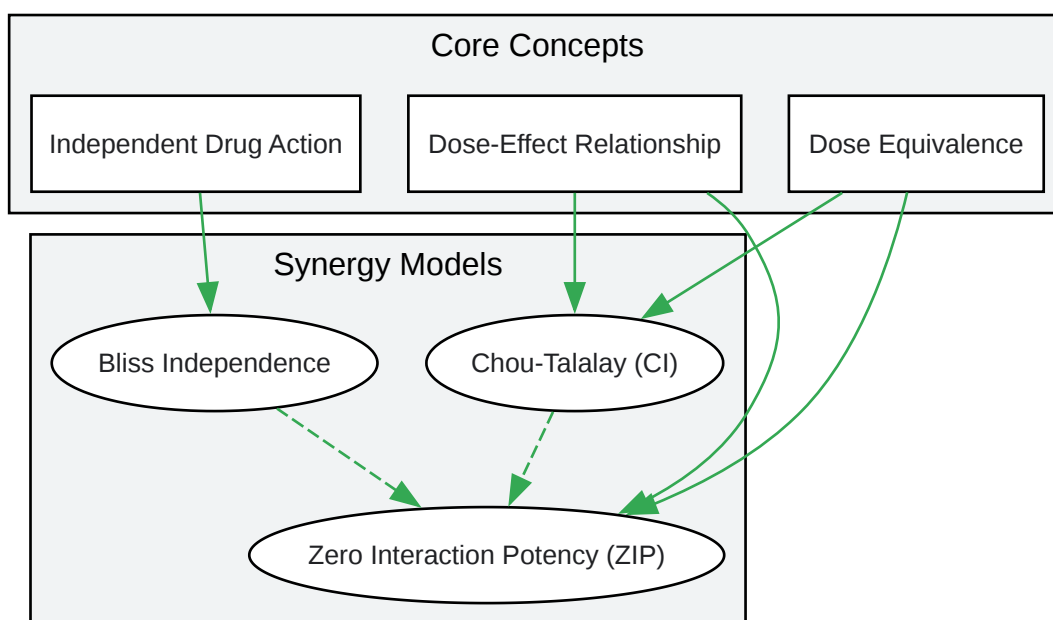 Core Concepts
Independent Drug Action
Dose-Effect Relationship
Dose Equivalence
Synergy Models
Bliss Independence
Chou-Talalay (CI)
Zero Interaction Potency (ZIP)